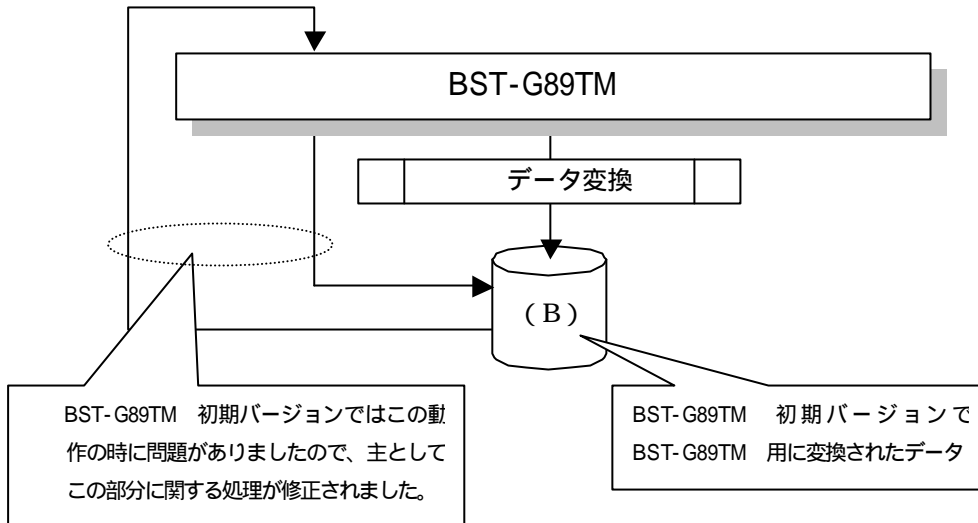 BST-G89TM
データ変換
(B)
BST-G89TM 初期バージョンではこの動
作の時に問題がありましたので、主として
この部分に関する処理が修正されました。
BST-G89TM 初期バージョンで
BST-G89TM 用に変換されたデータ